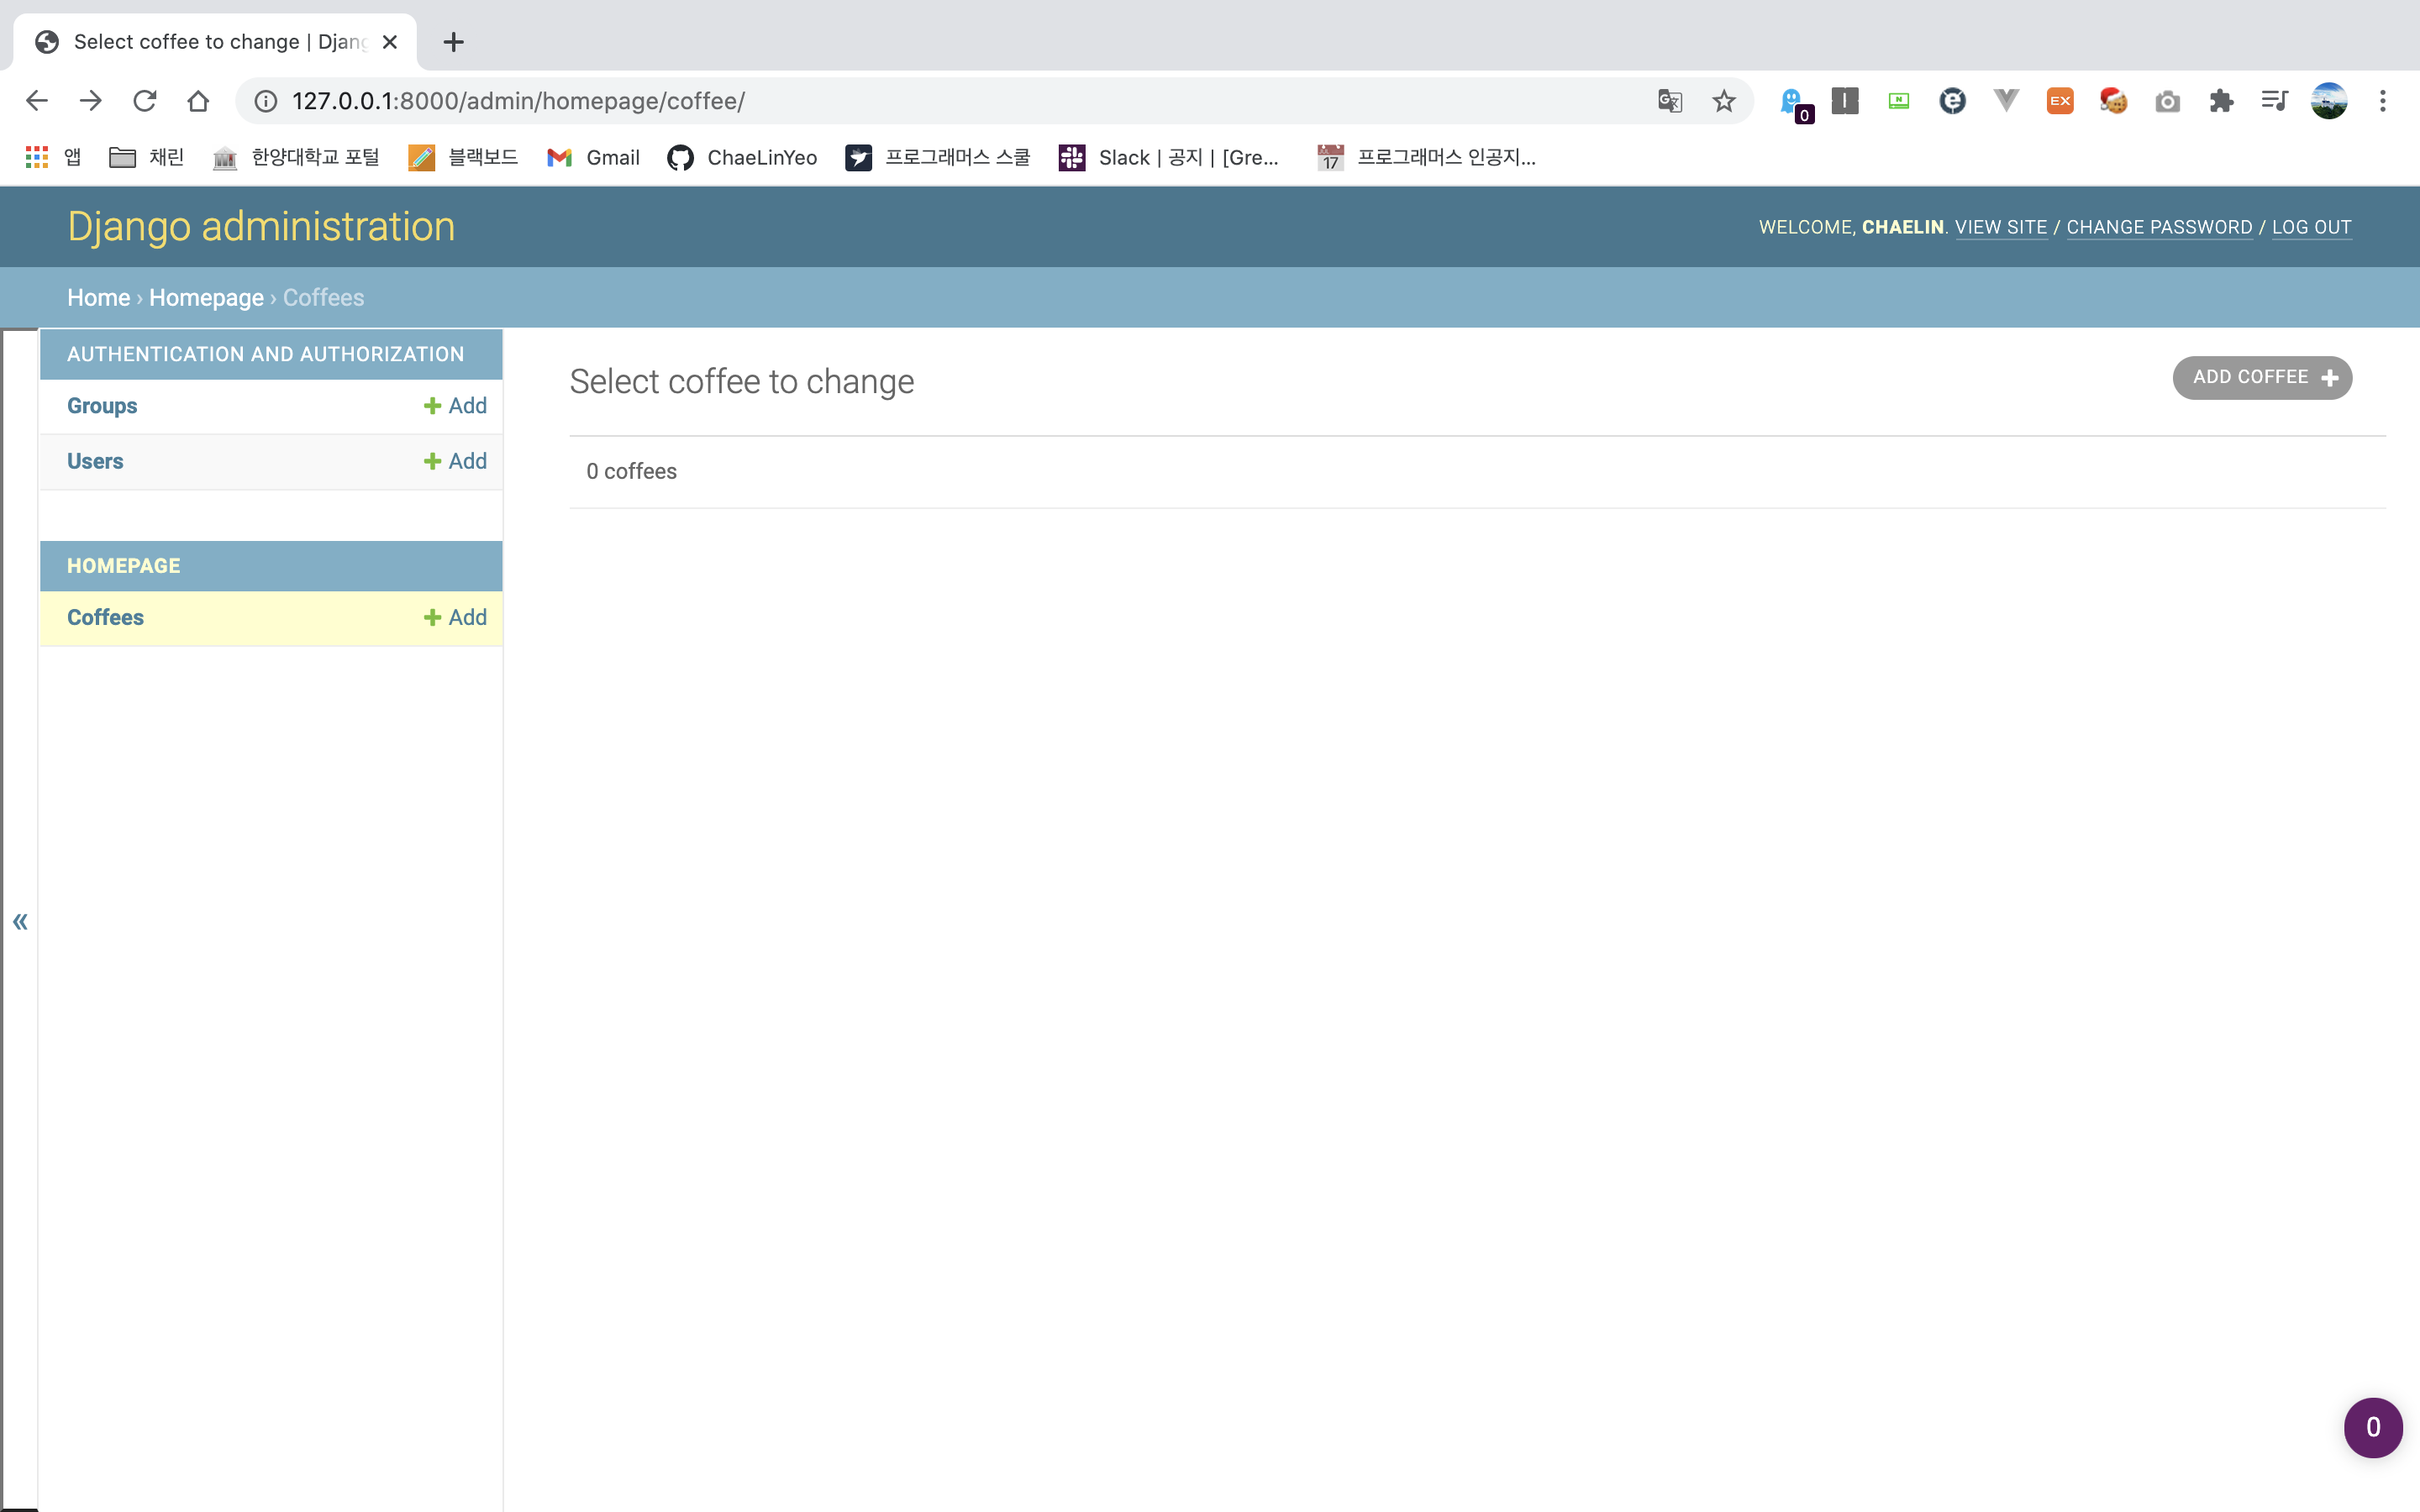 Select coffee to change | Djang
127.0.0.1:8000/admin/homepage/coffee/
0
N
EX
앱
채린
한양대학교 포털
블랙보드
Gmail
ChaeLinYeo
프로그래머스 스쿨
Slack | 공지 | [Gre...
17
프로그래머스 인공지...
Django administration
WELCOME, CHAELIN. VIEW SITE / CHANGE PASSWORD / LOG OUT
Home › Homepage › Coffees
AUTHENTICATION AND AUTHORIZATION
Groups
Add
Users
Add
HOMEPAGE
Coffees
Add
«
Select coffee to change
ADD COFFEE
0 coffees
0